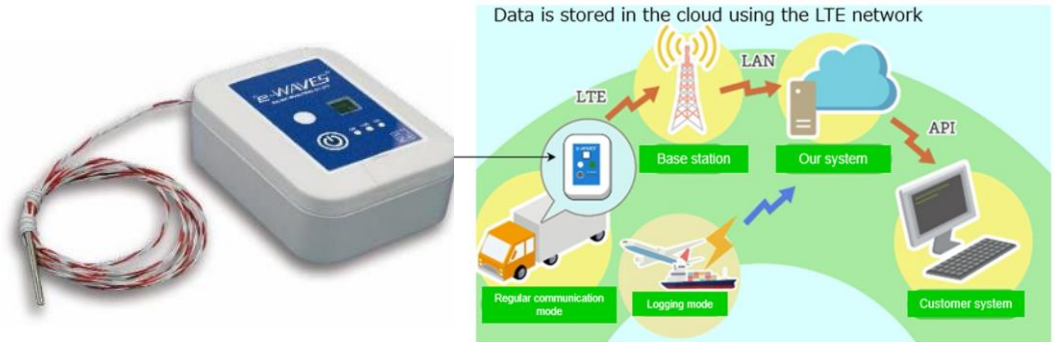 Data is stored in the cloud using the LTE network
e-WAVES
LTE
LAN
API
Base station
Our system
Regular communication
mode
Logging mode
Customer system